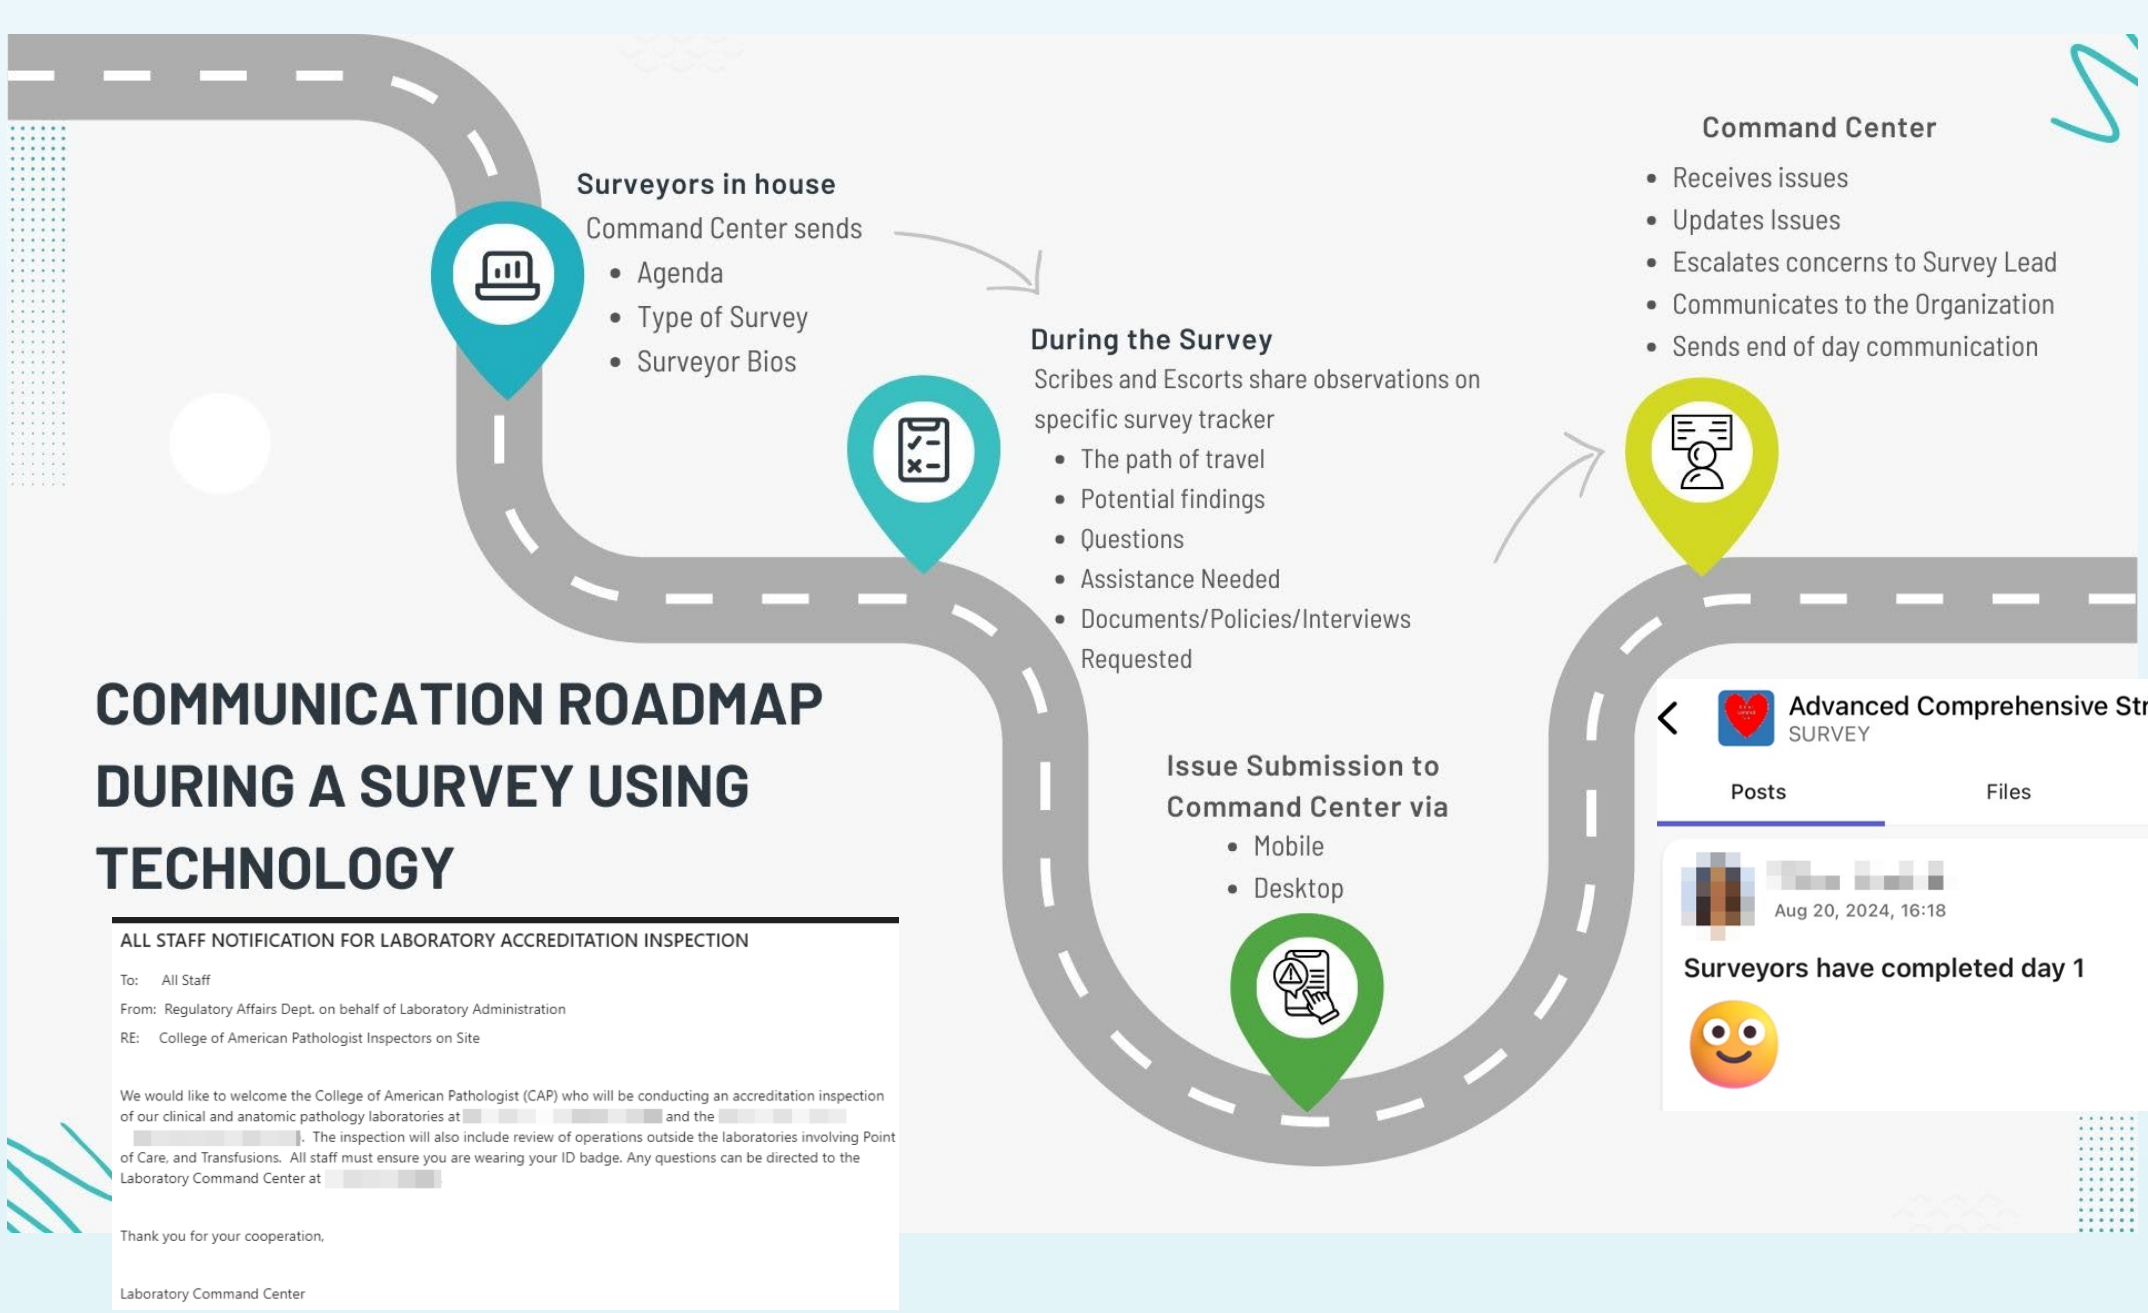 Surveyors in house
Command Center sends
• Agenda
• Type of Survey
• Surveyor Bios
During the Survey
Scribes and Escorts share observations on
specific survey tracker
• The path of travel
• Potential findings
• Questions
• Assistance Needed
• Documents/Policies/Interviews
Requested
Issue Submission to
Command Center via
• Mobile
• Desktop
Command Center
• Receives issues
• Updates Issues
• Escalates concerns to Survey Lead
• Communicates to the Organization
• Sends end of day communication
COMMUNICATION ROADMAP
DURING A SURVEY USING
TECHNOLOGY
ALL STAFF NOTIFICATION FOR LABORATORY ACCREDITATION INSPECTION
To: All Staff
From: Regulatory Affairs Dept. on behalf of Laboratory Administration
RE: College of American Pathologist Inspectors on Site
We would like to welcome the College of American Pathologist (CAP) who will be conducting an accreditation inspection
of our clinical and anatomic pathology laboratories at and the
. The inspection will also include review of operations outside the laboratories involving Point
of Care, and Transfusions. All staff must ensure you are wearing your ID badge. Any questions can be directed to the
Laboratory Command Center at
Thank you for your cooperation,
Laboratory Command Center
Advanced Comprehensive Str
SURVEY
Posts Files
Aug 20, 2024, 16:18
Surveyors have completed day 1